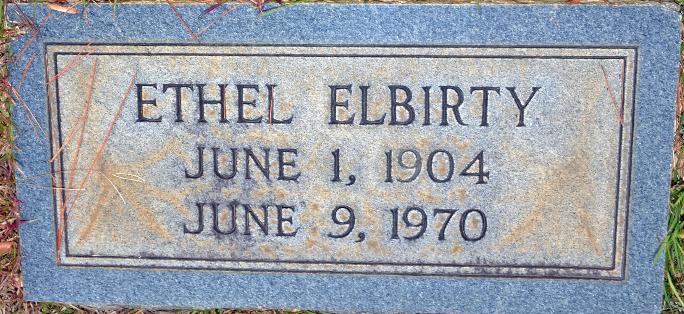 ETHEL ELBIRTY
JUNE 1, 1904
JUNE 9, 1970